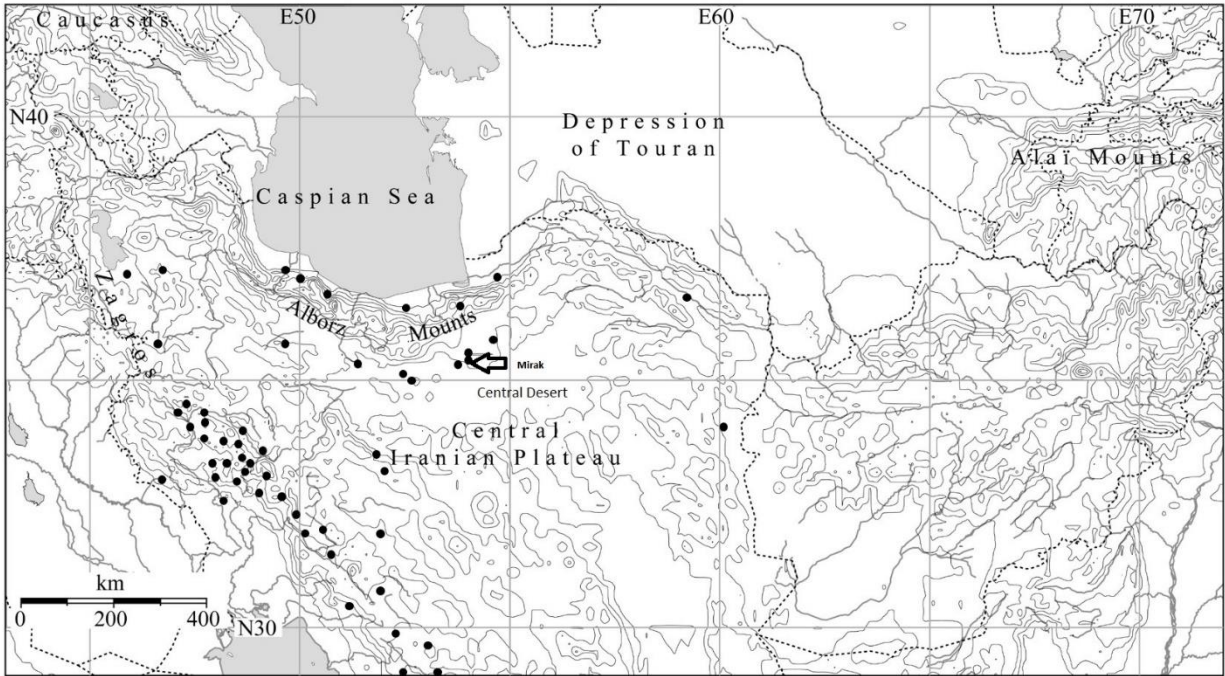 Caucasus
E50
E60
E70
N40
Depression
of Touran
Alaï Mounts
Caspian Sea
Zagros
Alborz Mounts
Mirak
Central Desert
Central
Iranian Plateau
km
0 200 400
N30